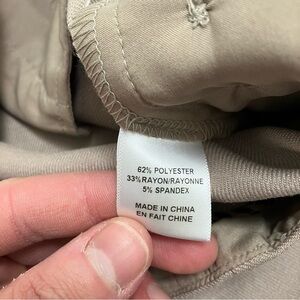 62% POLYESTER
33%RAYON/RAYONNE
5% SPANDEX
MADE IN CHINA
EN FAIT CHINE